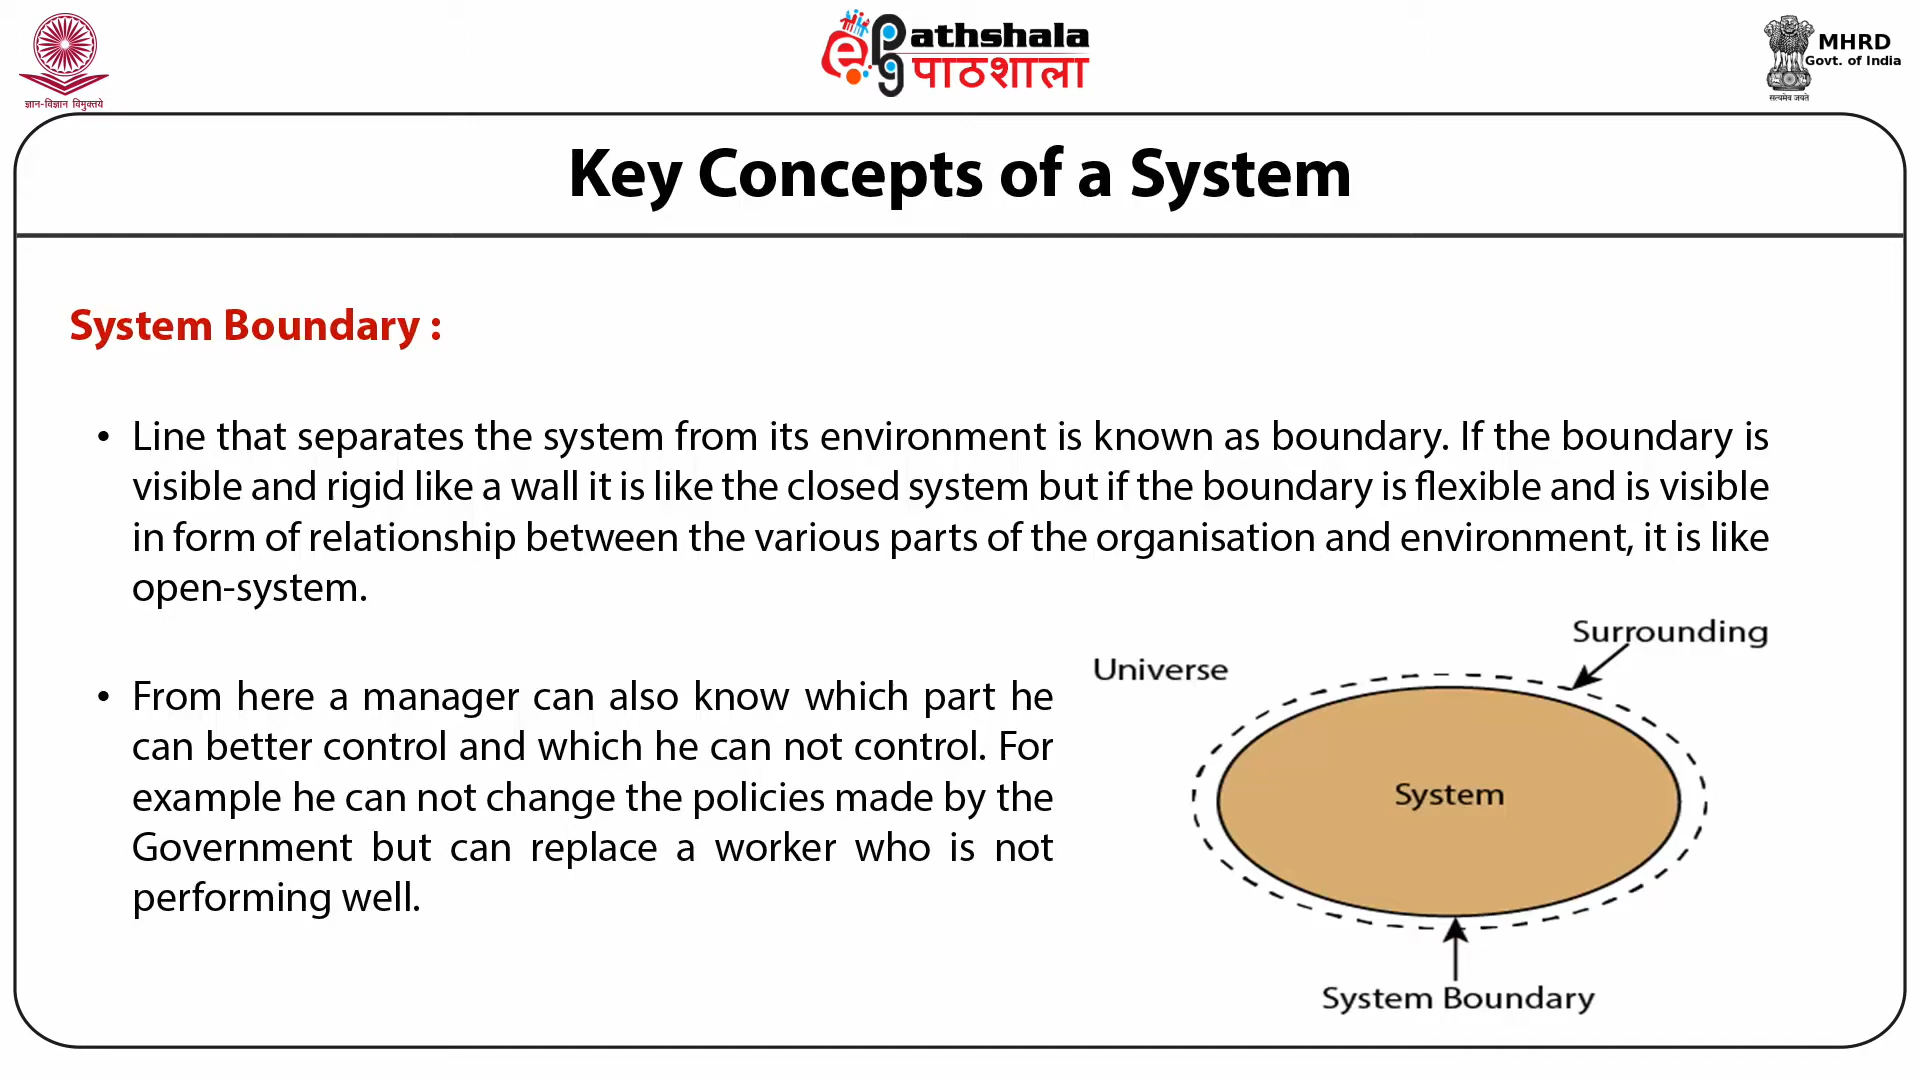 ज्ञान-विज्ञान विमुक्तये
ePG Pathshala
पाठशाला
MHRD
Govt. of India
सत्यमेव जयते
Key Concepts of a System
System Boundary :
• Line that separates the system from its environment is known as boundary. If the boundary is
visible and rigid like a wall it is like the closed system but if the boundary is flexible and is visible
in form of relationship between the various parts of the organisation and environment, it is like
open-system.
• From here a manager can also know which part he
can better control and which he can not control. For
example he can not change the policies made by the
Government but can replace a worker who is not
performing well.
Surrounding
Universe
System
System Boundary